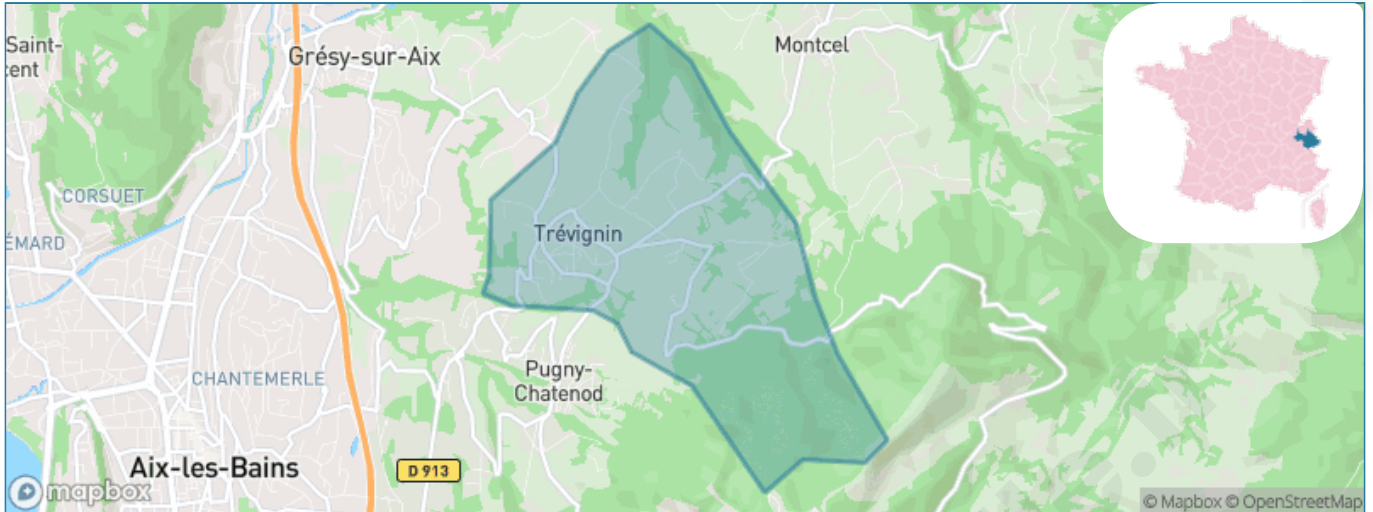 Saint-
cent
Grésy-sur-Aix
Montcel
CORSUET
ÉMARD
Trévignin
Pugny-
Chatenod
CHANTEMERLE
Aix-les-Bains
D 913
mapbox
© Mapbox © OpenStreetMap